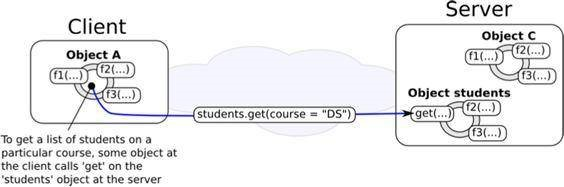 Client
Server
Object A
f1(...)
f2(...)
f3(...)
Object C
f1(...)
f2(...)
f3(...)
Object students
get(...)
f2(...)
f3(...)
students.get(course = "DS")
To get a list of students on a
particular course, some object at
the client calls 'get' on the
'students' object at the server